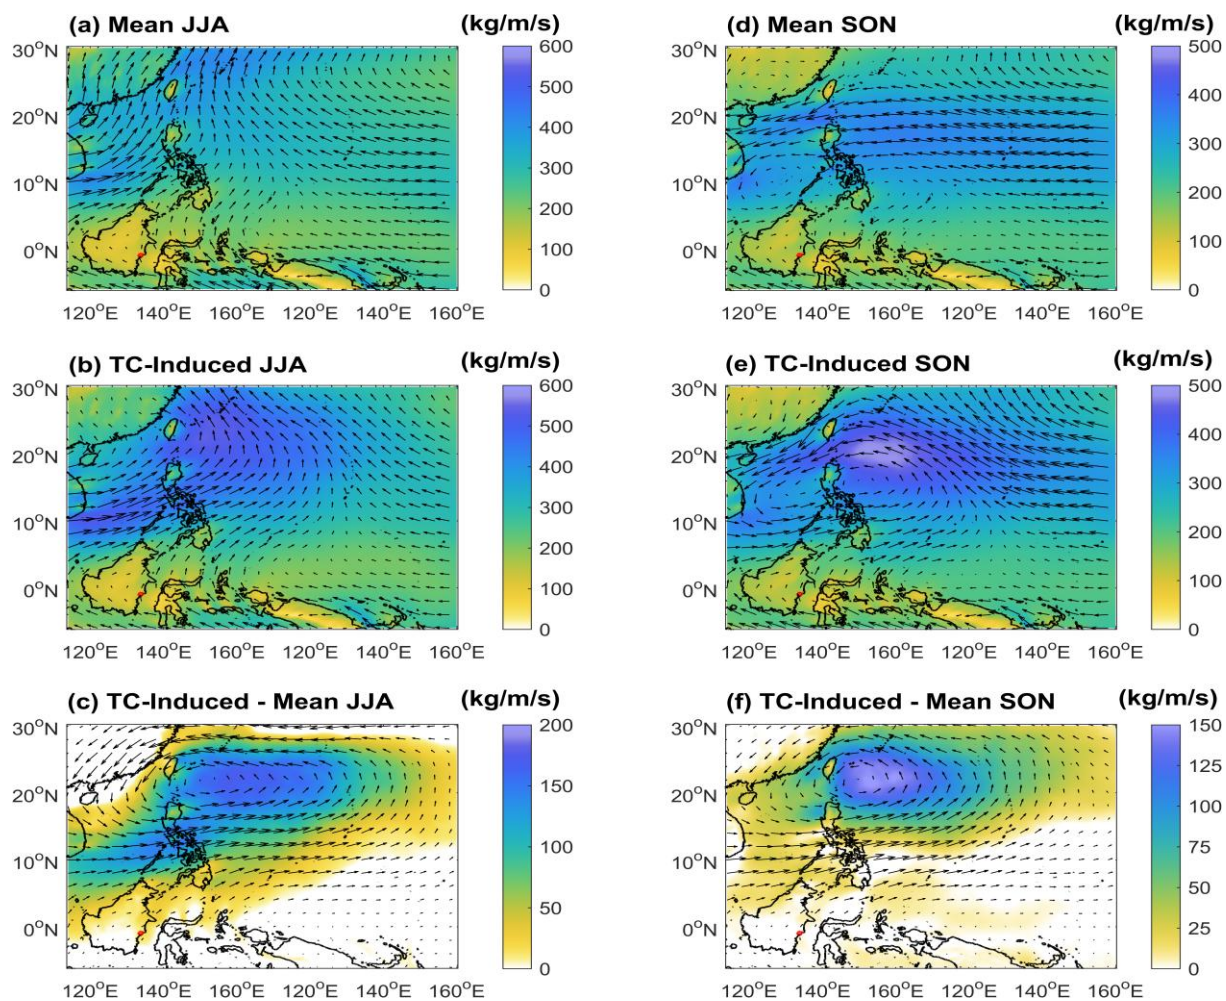 (a) Mean JJA (kg/m/s)
30°N
20°N
10°N
0°N
120°E 140°E 160°E 120°E 140°E 160°E
600
500
400
300
200
100
0
(d) Mean SON (kg/m/s)
30°N
20°N
10°N
0°N
120°E 140°E 160°E 120°E 140°E 160°E
500
400
300
200
100
0
(b) TC-Induced JJA (kg/m/s)
30°N
20°N
10°N
0°N
120°E 140°E 160°E 120°E 140°E 160°E
600
500
400
300
200
100
0
(e) TC-Induced SON (kg/m/s)
30°N
20°N
10°N
0°N
120°E 140°E 160°E 120°E 140°E 160°E
500
400
300
200
100
0
(c) TC-Induced - Mean JJA (kg/m/s)
30°N
20°N
10°N
0°N
120°E 140°E 160°E 120°E 140°E 160°E
200
150
100
50
0
(f) TC-Induced - Mean SON (kg/m/s)
30°N
20°N
10°N
0°N
120°E 140°E 160°E 120°E 140°E 160°E
150
125
100
75
50
25
0